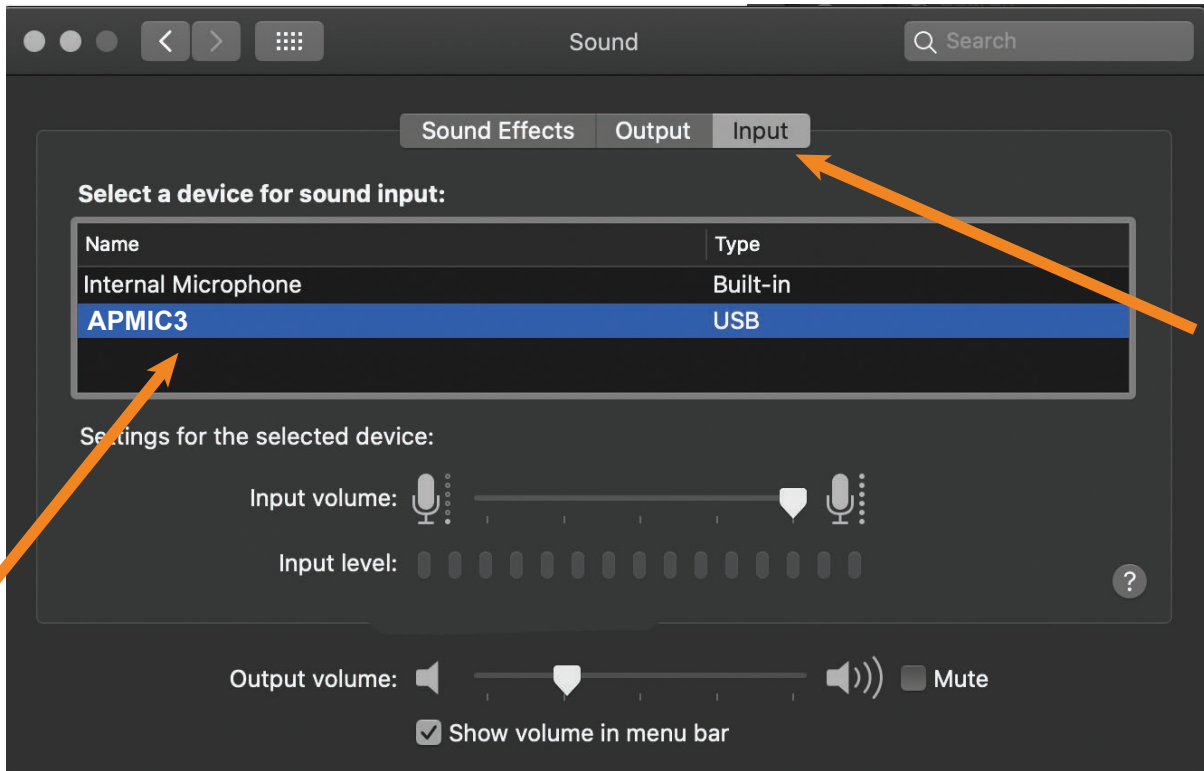 Sound
Search
Sound Effects Output Input
Select a device for sound input:
Name Type
Internal Microphone Built-in
APMIC3 USB
Settings for the selected device:
Input volume:
Input level:
?
Output volume: Mute
Show volume in menu bar